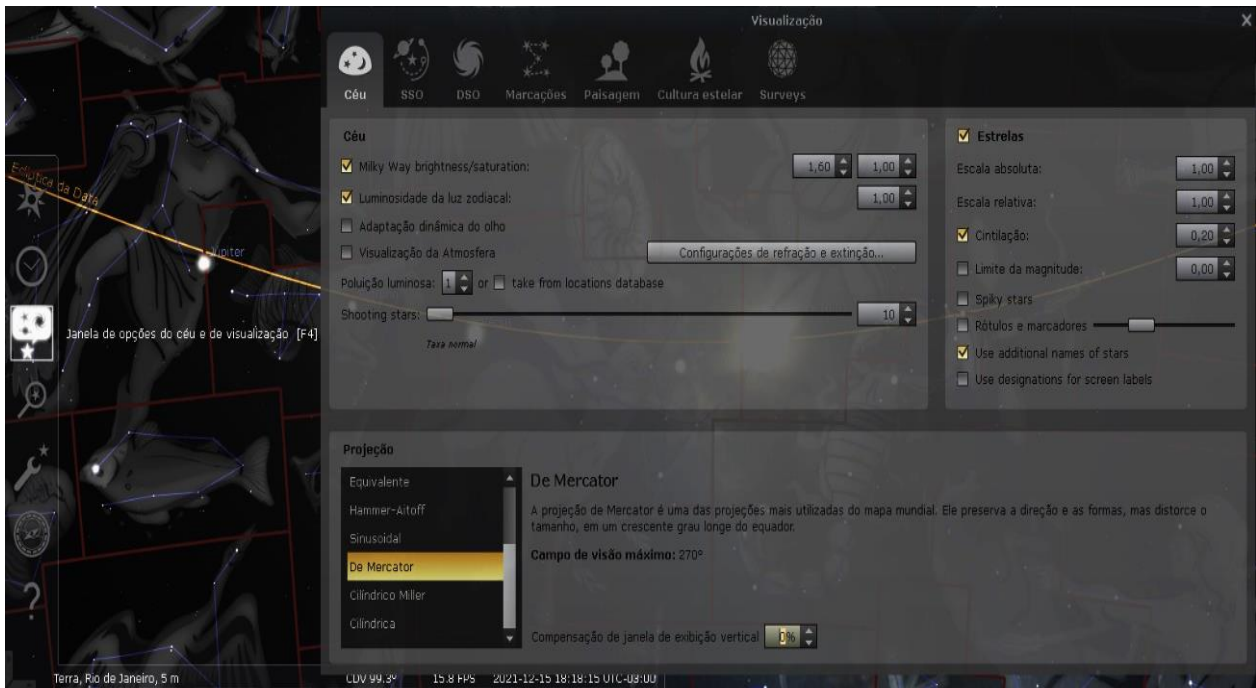 Visualização
X
Céu
SSO
DSO
Marcações
Paisagem
Cultura estelar
Surveys
Céu
Milky Way brightness/saturation: 1,60 1,00
Luminosidade da luz zodiacal: 1,00
Adaptação dinâmica do olho
Visualização da Atmosfera
Configurações de refração e extinção...
Poluição luminosa: 1 or take from locations database
Shooting stars: 10
Taxa normal
Estrelas
Escala absoluta: 1,00
Escala relativa: 1,00
Cintilação: 0,20
Limite da magnitude: 0,00
Spiky stars
Rótulos e marcadores
Use additional names of stars
Use designations for screen labels
Eclíptica da Data
Júpiter
Janela de opções do céu e de visualização [F4]
Projeção
Equivalente
Hammer-Aitoff
Sinusoidal
De Mercator
Cilíndrico Miller
Cilíndrica
De Mercator
A projeção de Mercator é uma das projeções mais utilizadas do mapa mundial. Ele preserva a direção e as formas, mas distorce o
tamanho, em um crescente grau longe do equador.
Campo de visão máximo: 270º
Compensação de janela de exibição vertical 0%
?
Terra, Rio de Janeiro, 5 m
CDV 99.3º
15.8 FPS
2021-12-15 18:18:15 UTC-03:00